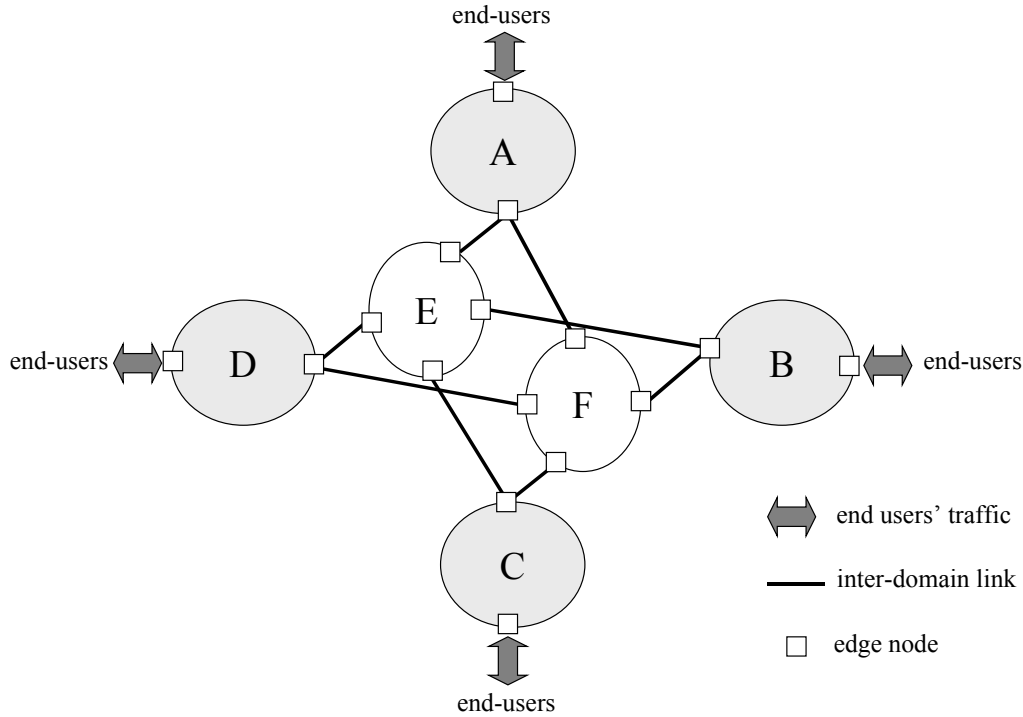 end-users
A
E
D
B
F
end-users
end-users
C
end users’ traffic
inter-domain link
edge node
end-users